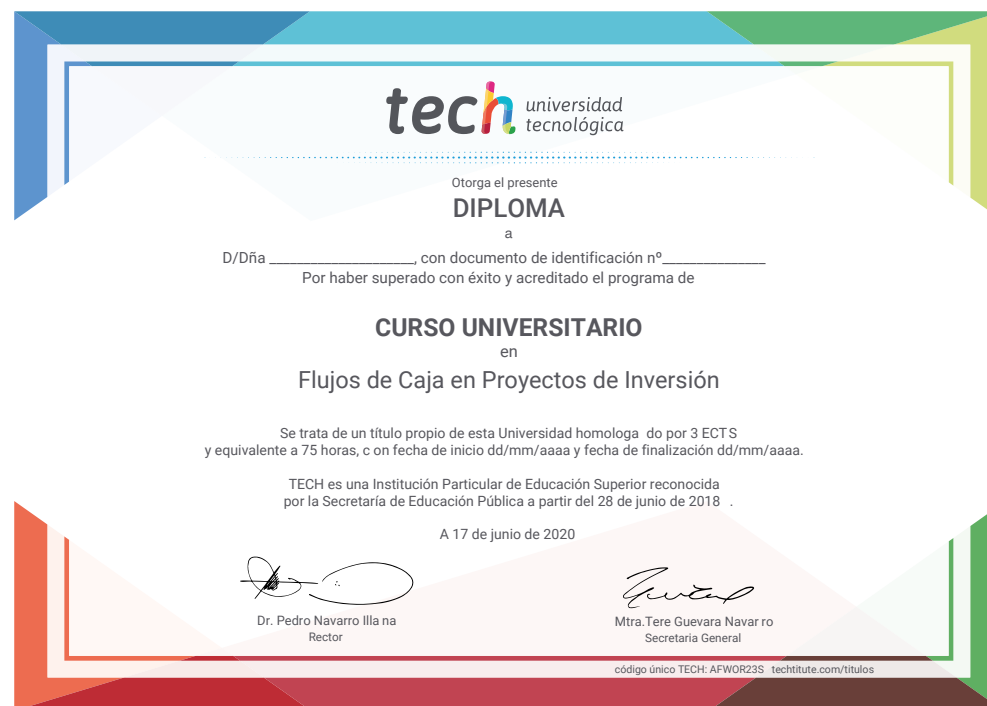 tech universidad
tecnológica
Otorga el presente
DIPLOMA
a
D/Dña ______________________, con documento de identificación nº________________
Por haber superado con éxito y acreditado el programa de
CURSO UNIVERSITARIO
en
Flujos de Caja en Proyectos de Inversión
Se trata de un título propio de esta Universidad homologa do por 3 ECTS
y equivalente a 75 horas, c on fecha de inicio dd/mm/aaaa y fecha de finalización dd/mm/aaaa.
TECH es una Institución Particular de Educación Superior reconocida
por la Secretaría de Educación Pública a partir del 28 de junio de 2018 .
A 17 de junio de 2020
Dr. Pedro Navarro Illa na
Rector
Mtra.Tere Guevara Navar ro
Secretaria General
código único TECH: AFWOR23S techtitute.com/titulos